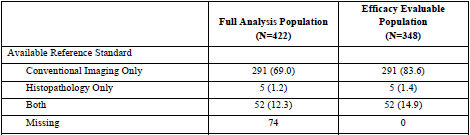 Full Analysis Population (N=422) Efficacy Evaluable Population (N=348)
Available Reference Standard
Conventional Imaging Only 291 (69.0) 291 (83.6)
Histopathology Only 5 (1.2) 5 (1.4)
Both 52 (12.3) 52 (14.9)
Missing 74 0